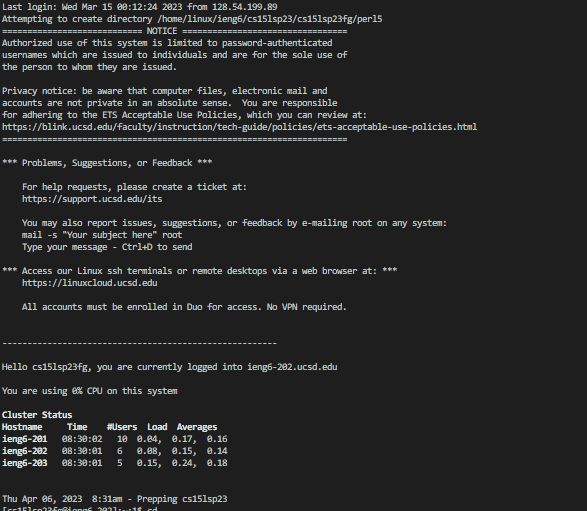 Last login: Wed Mar 15 00:12:24 2023 from 128.54.199.89
Attempting to create directory /home/linux/ieng6/cs15lsp23/cs15lsp23fg/perl5
============================ NOTICE =================================
Authorized use of this system is limited to password-authenticated
usernames which are issued to individuals and are for the sole use of
the person to whom they are issued.
Privacy notice: be aware that computer files, electronic mail and
accounts are not private in an absolute sense.  You are responsible
for adhering to the ETS Acceptable Use Policies, which you can review at:
https://blink.ucsd.edu/faculty/instruction/tech-guide/policies/ets-acceptable-use-policies.html
=====================================================================
*** Problems, Suggestions, or Feedback ***
For help requests, please create a ticket at:
https://support.ucsd.edu/its
You may also report issues, suggestions, or feedback by e-mailing root on any system:
mail -s "Your subject here" root
Type your message - Ctrl+D to send
*** Access our Linux ssh terminals or remote desktops via a web browser at: ***
https://linuxcloud.ucsd.edu
All accounts must be enrolled in Duo for access. No VPN required.
-------------------------------------------------------
Hello cs15lsp23fg, you are currently logged into ieng6-202.ucsd.edu
You are using 0% CPU on this system
Cluster Status
Hostname     Time    #Users  Load  Averages
ieng6-201   08:30:02   10  0.04,  0.17,  0.16
ieng6-202   08:30:01   6   0.08,  0.15,  0.14
ieng6-203   08:30:01   5   0.15,  0.24,  0.18
Thu Apr 06, 2023  8:31am - Prepping cs15lsp23
[cs15lsp23fg@ieng6-202]:~:1$ cd